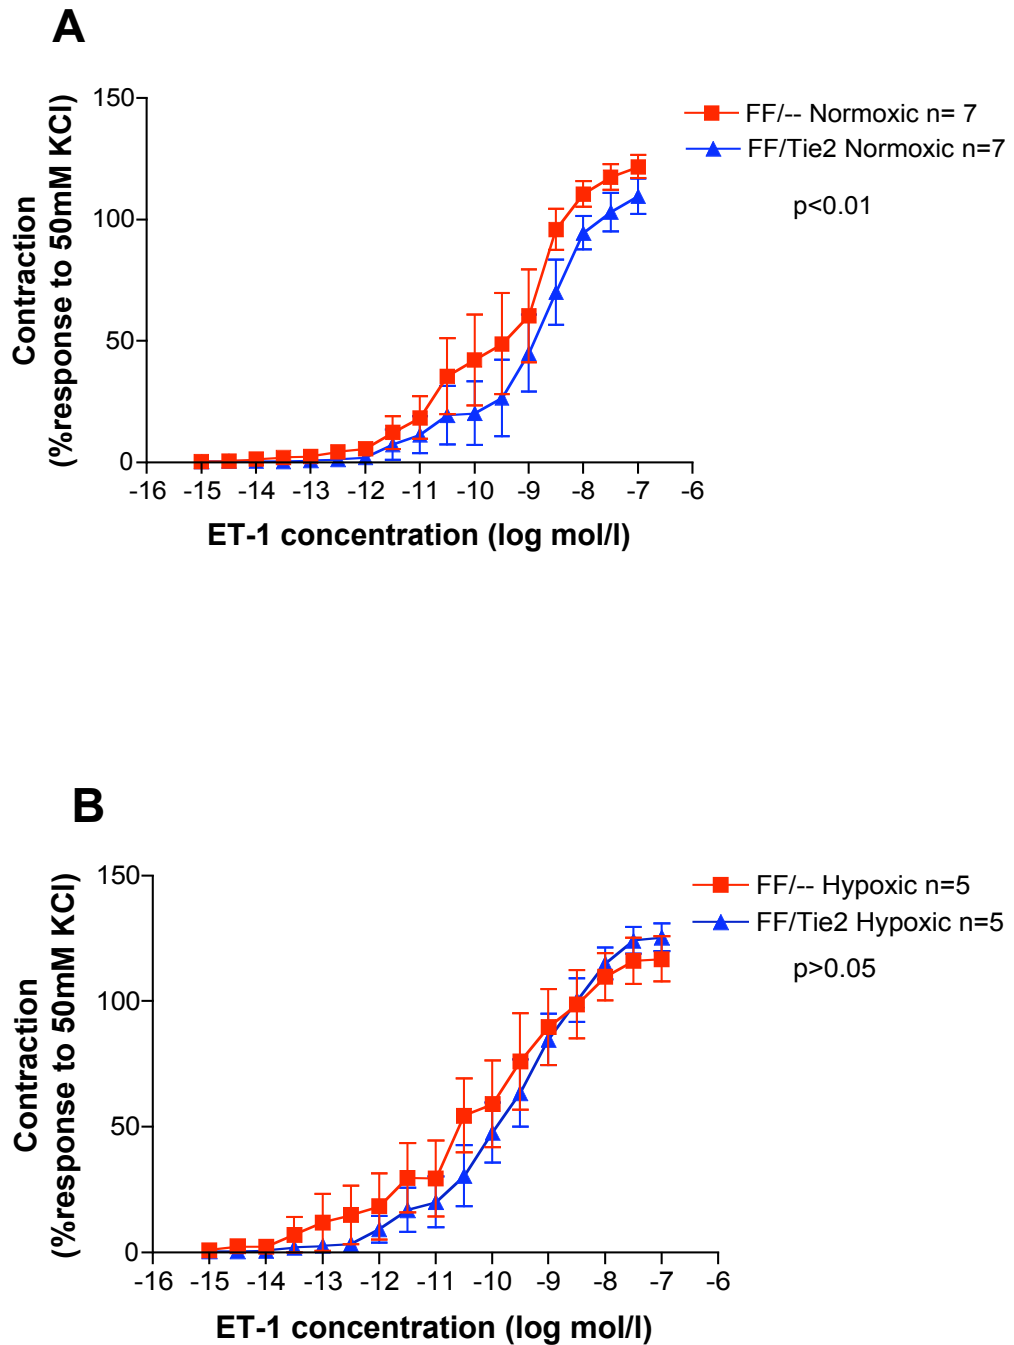 A
150
100
50
0
Contraction
(%response to 50mM KCl)
FF/-- Normoxic n= 7
FF/Tie2 Normoxic n=7
p<0.01
-16 -15 -14 -13 -12 -11 -10 -9 -8 -7 -6
ET-1 concentration (log mol/l)
B
150
100
50
0
Contraction
(%response to 50mM KCl)
FF/-- Hypoxic n=5
FF/Tie2 Hypoxic n=5
p>0.05
-16 -15 -14 -13 -12 -11 -10 -9 -8 -7 -6
ET-1 concentration (log mol/l)